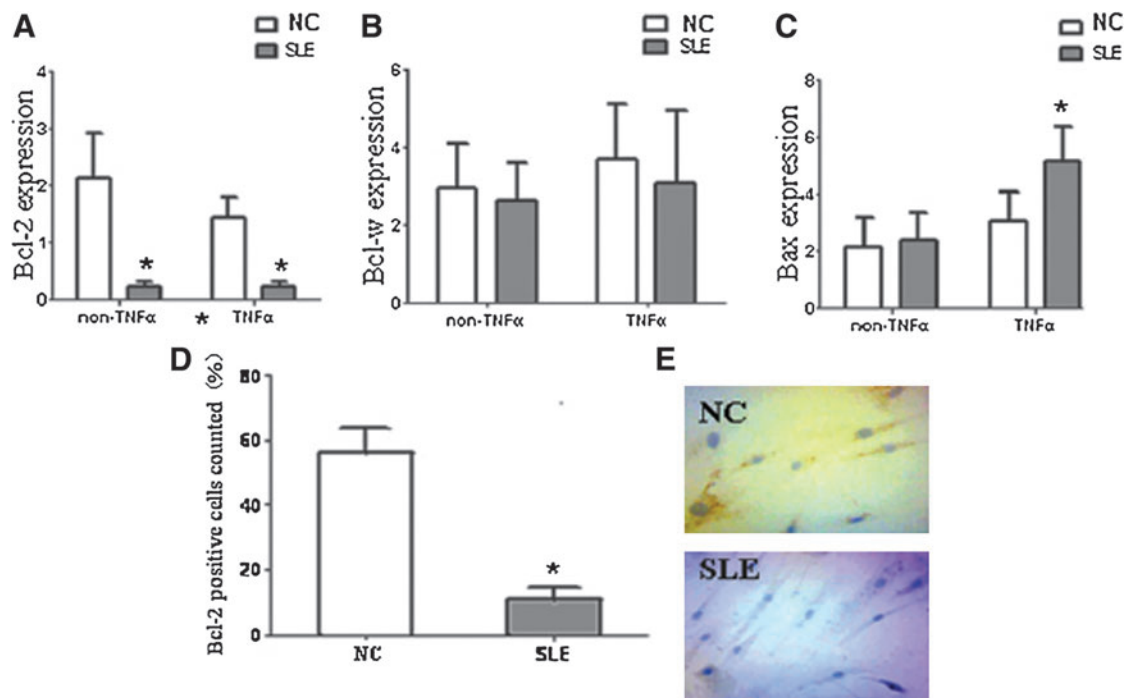 A
NC
SLE
Bcl-2 expression
4
3
2
1
0
non-TNFα * TNFα
* *
B
NC
SLE
Bcl-w expression
6
4
2
0
non-TNFα TNFα
C
NC
SLE
Bax expression
8
6
4
2
0
*
non-TNFα TNFα
D
Bcl-2 positive cells counted (%)
80
60
40
20
0
*
NC SLE
E
NC
SLE